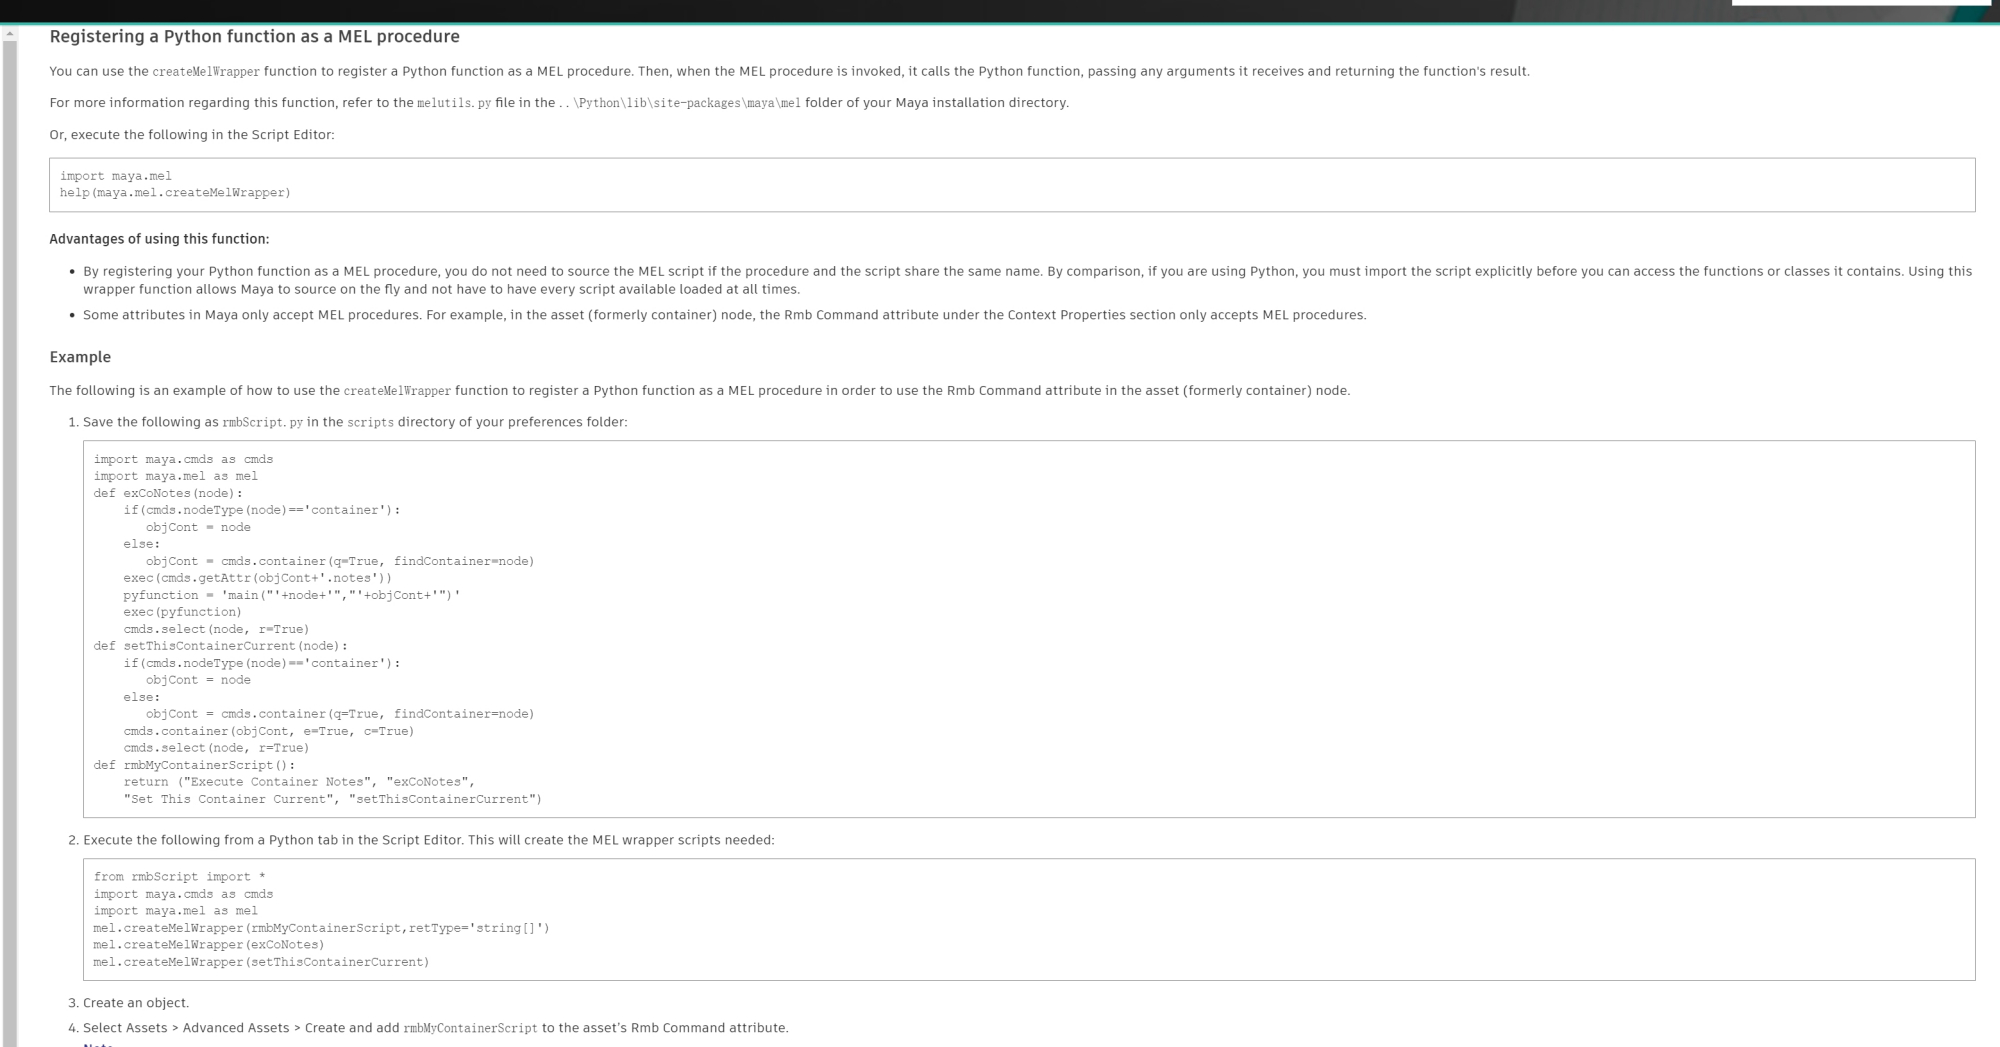 Registering a Python function as a MEL procedure
You can use the createMelWrapper function to register a Python function as a MEL procedure. Then, when the MEL procedure is invoked, it calls the Python function, passing any arguments it receives and returning the function's result.
For more information regarding this function, refer to the melutils.py file in the ..\Python\lib\site-packages\maya\mel folder of your Maya installation directory.
Or, execute the following in the Script Editor:
import maya.mel
help(maya.mel.createMelWrapper)
Advantages of using this function:
• By registering your Python function as a MEL procedure, you do not need to source the MEL script if the procedure and the script share the same name. By comparison, if you are using Python, you must import the script explicitly before you can access the functions or classes it contains. Using this
wrapper function allows Maya to source on the fly and not have to have every script available loaded at all times.
• Some attributes in Maya only accept MEL procedures. For example, in the asset (formerly container) node, the Rmb Command attribute under the Context Properties section only accepts MEL procedures.
Example
The following is an example of how to use the createMelWrapper function to register a Python function as a MEL procedure in order to use the Rmb Command attribute in the asset (formerly container) node.
1. Save the following as rmbScript.py in the scripts directory of your preferences folder:
import maya.cmds as cmds
import maya.mel as mel
def exCoNotes(node):
    if(cmds.nodeType(node)=='container'):
       objCont = node
    else:
       objCont = cmds.container(q=True, findContainer=node)
    exec(cmds.getAttr(objCont+'.notes'))
    pyfunction = 'main("'+node+'","'+objCont+'")'
    exec(pyfunction)
    cmds.select(node, r=True)
def setThisContainerCurrent(node):
    if(cmds.nodeType(node)=='container'):
       objCont = node
    else:
       objCont = cmds.container(q=True, findContainer=node)
    cmds.container(objCont, e=True, c=True)
    cmds.select(node, r=True)
def rmbMyContainerScript():
    return ("Execute Container Notes", "exCoNotes",
    "Set This Container Current", "setThisContainerCurrent")
2. Execute the following from a Python tab in the Script Editor. This will create the MEL wrapper scripts needed:
from rmbScript import *
import maya.cmds as cmds
import maya.mel as mel
mel.createMelWrapper(rmbMyContainerScript,retType='string[]')
mel.createMelWrapper(exCoNotes)
mel.createMelWrapper(setThisContainerCurrent)
3. Create an object.
4. Select Assets > Advanced Assets > Create and add rmbMyContainerScript to the asset's Rmb Command attribute.